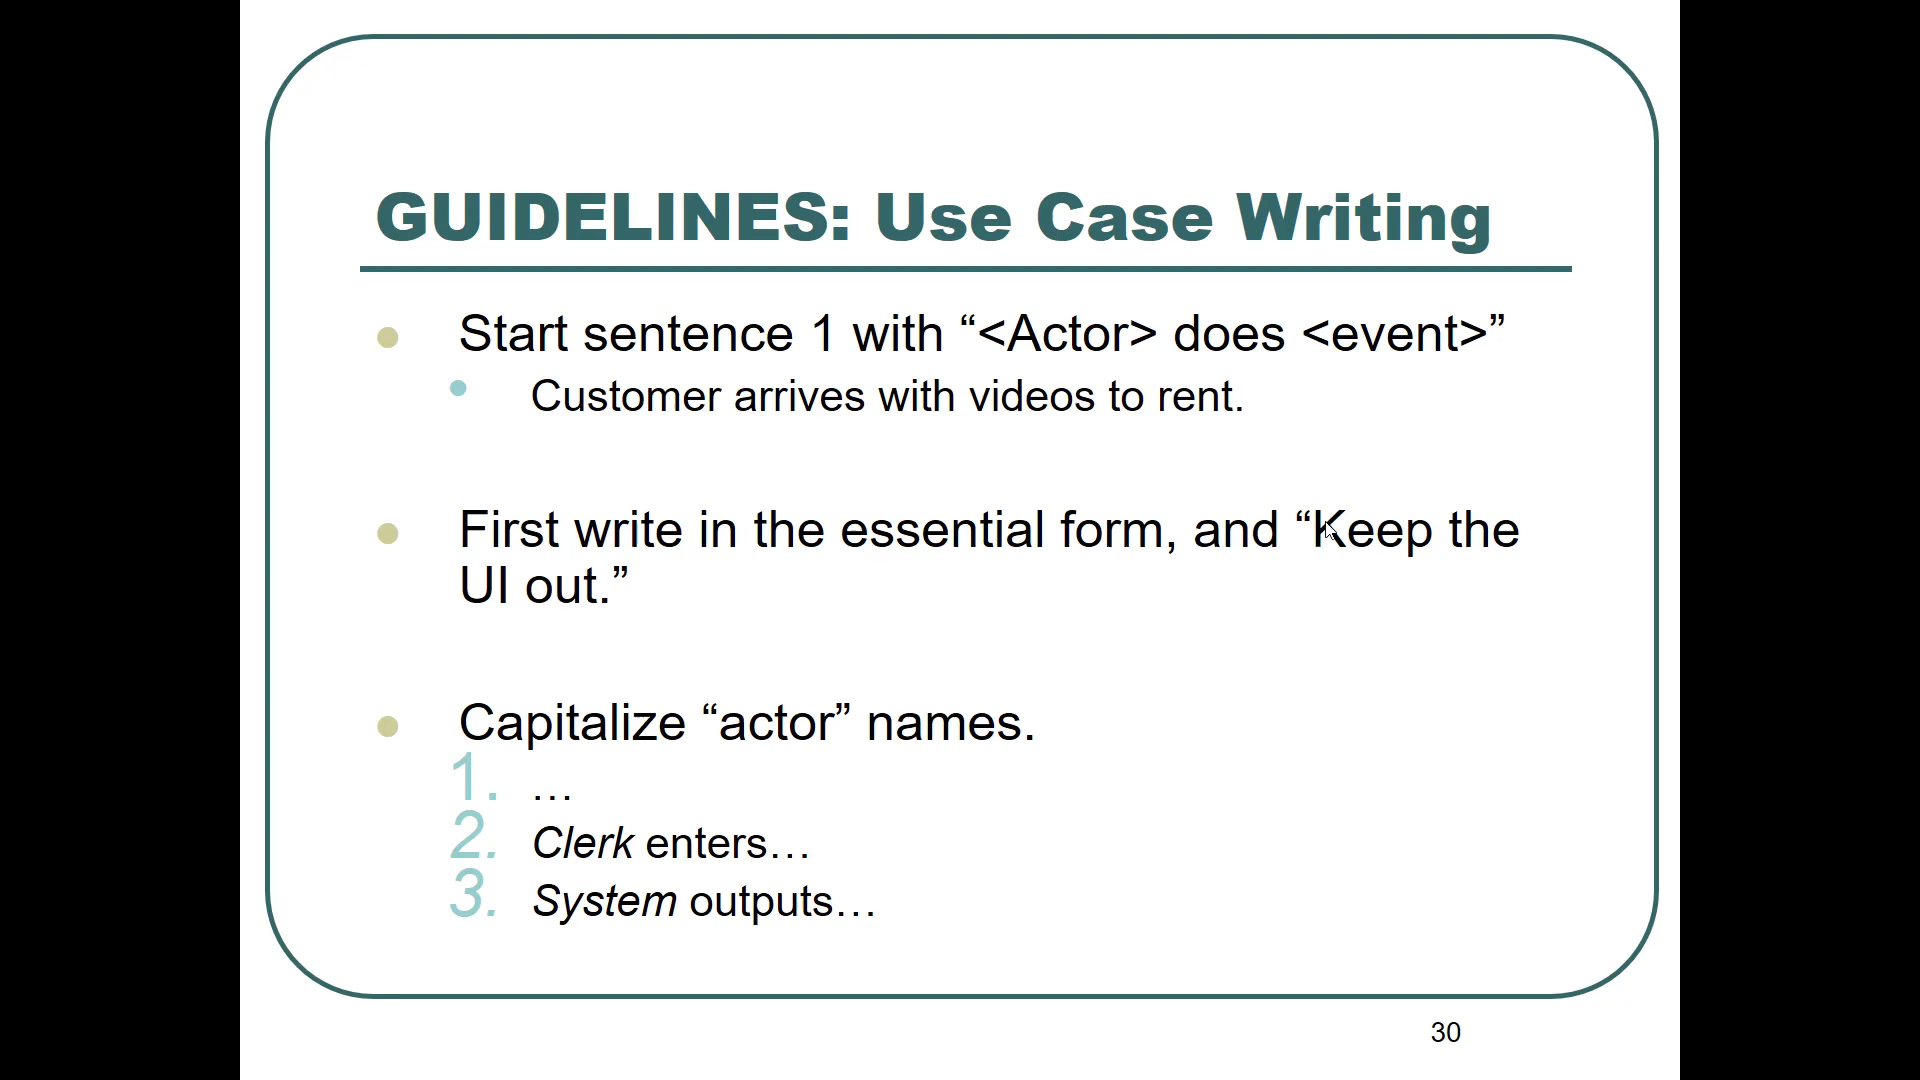 GUIDELINES: Use Case Writing
Start sentence 1 with “<Actor> does <event>”
Customer arrives with videos to rent.
First write in the essential form, and “Keep the
UI out.”
Capitalize “actor” names.
1. …
2. Clerk enters…
3. System outputs…
30